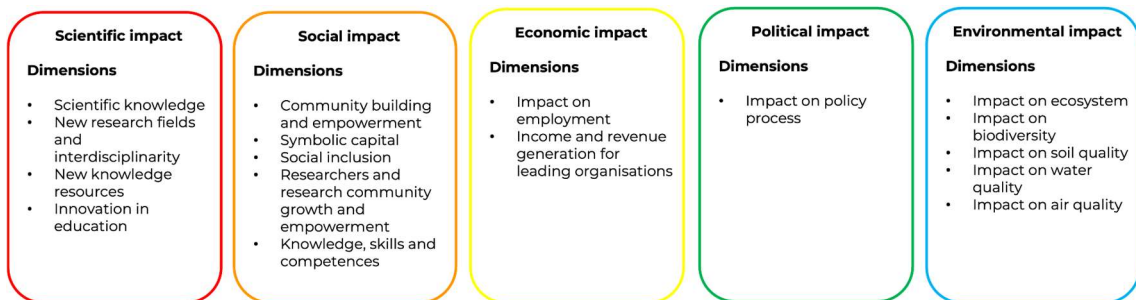 Scientific impact
Dimensions
• Scientific knowledge
• New research fields
and
interdisciplinarity
• New knowledge
resources
• Innovation in
education
Social impact
Dimensions
• Community building
and empowerment
• Symbolic capital
• Social inclusion
• Researchers and
research community
growth and
empowerment
• Knowledge, skills and
competences
Economic impact
Dimensions
• Impact on
employment
• Income and revenue
generation for
leading organisations
Political impact
Dimensions
• Impact on policy
process
Environmental impact
Dimensions
• Impact on ecosystem
• Impact on
biodiversity
• Impact on soil quality
• Impact on water
quality
• Impact on air quality